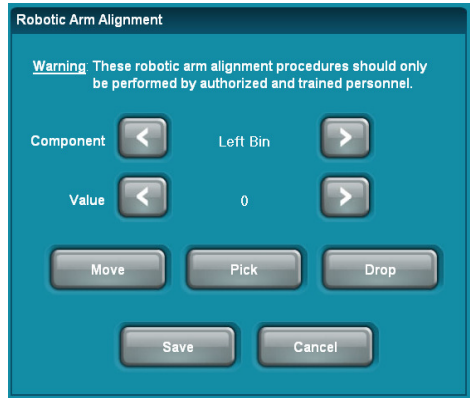 Robotic Arm Alignment
Warning: These robotic arm alignment procedures should only
be performed by authorized and trained personnel.
Component < Left Bin >
Value < 0 >
Move Pick Drop
Save Cancel